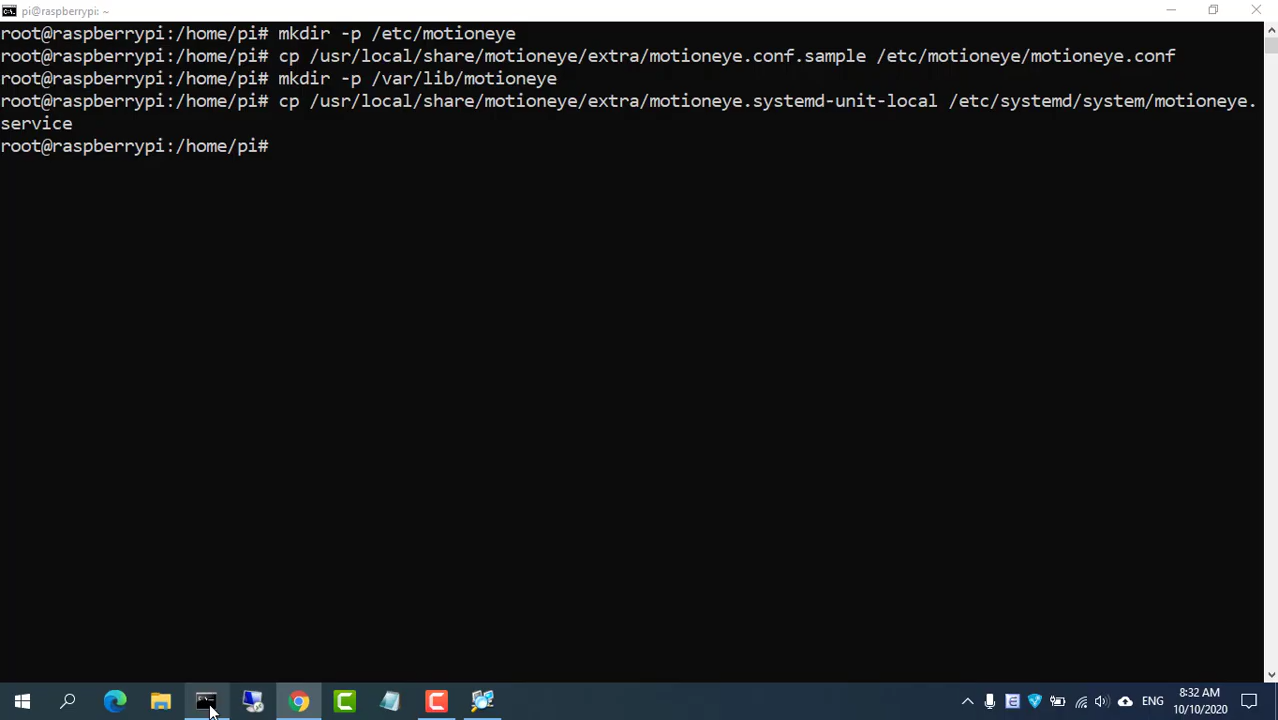 pi@raspberrypi: ~
root@raspberrypi:/home/pi# mkdir -p /etc/motioneye
root@raspberrypi:/home/pi# cp /usr/local/share/motioneye/extra/motioneye.conf.sample /etc/motioneye/motioneye.conf
root@raspberrypi:/home/pi# mkdir -p /var/lib/motioneye
root@raspberrypi:/home/pi# cp /usr/local/share/motioneye/extra/motioneye.systemd-unit-local /etc/systemd/system/motioneye.
service
root@raspberrypi:/home/pi#
ENG
8:32 AM
10/10/2020